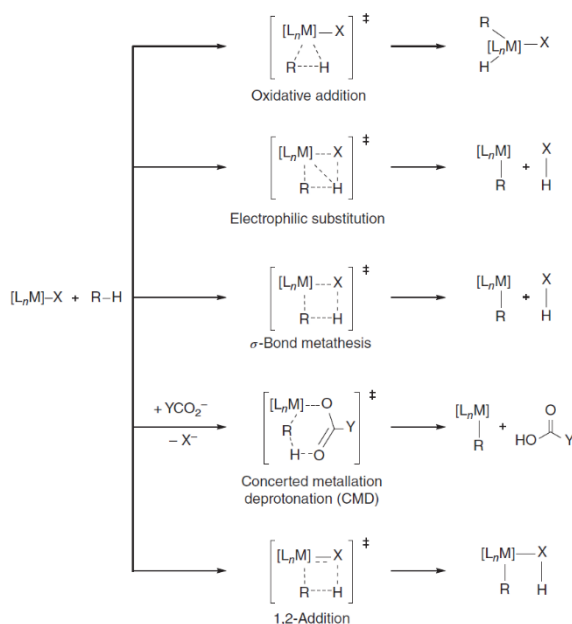 [LₙM]—X
R----H
‡
Oxidative addition
R
[LₙM]—X
H
[LₙM]---X
R----H
‡
Electrophilic substitution
[LₙM] + X
R H
[LₙM]–X + R–H
[LₙM]---X
R----H
‡
σ-Bond metathesis
[LₙM] + X
R H
+ YCO₂⁻
– X⁻
[LₙM]---O
R Y
H--O
‡
Concerted metallation
deprotonation (CMD)
[LₙM] O
R + HO Y
[LₙM]=X
R----H
‡
1,2-Addition
[LₙM]—X
R H